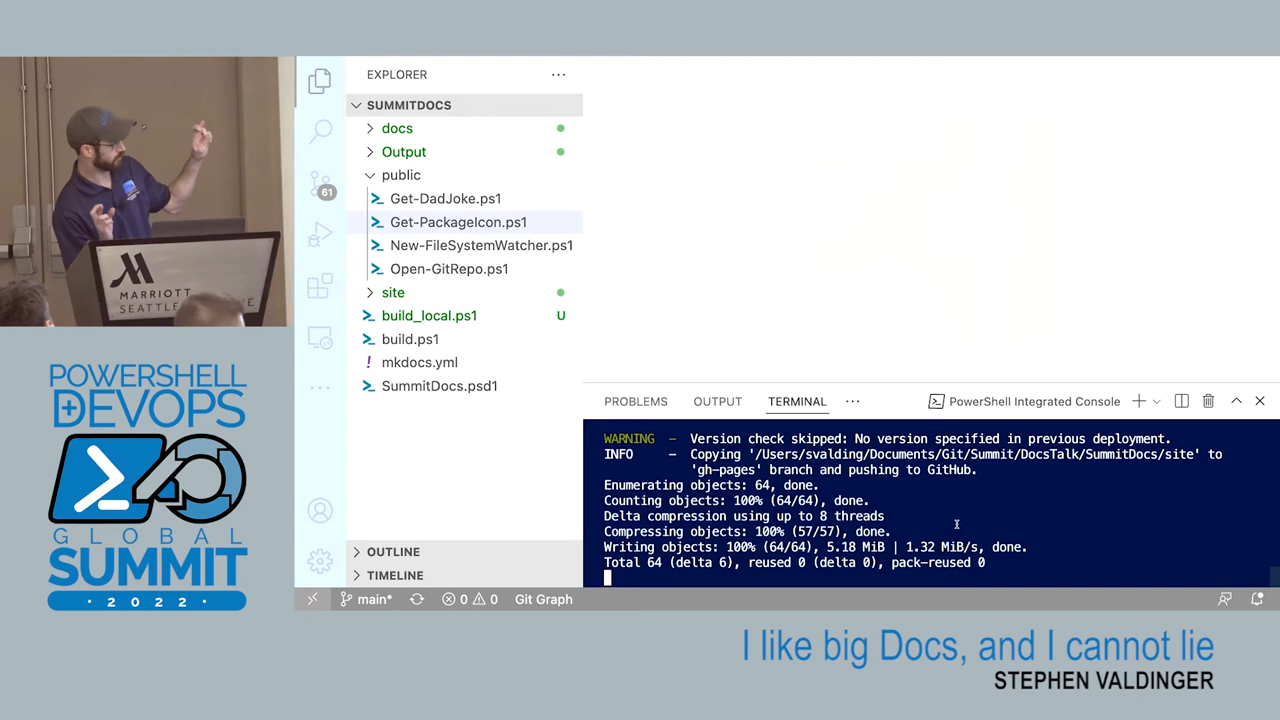 MARRIOTT
SEATTLE
POWERSHELL
DEVOPS
GLOBAL
SUMMIT
· 2 0 2 2 ·
EXPLORER
SUMMITDOCS
docs
Output
public
Get-DadJoke.ps1
Get-PackageIcon.ps1
New-FileSystemWatcher.ps1
Open-GitRepo.ps1
site
build_local.ps1 U
build.ps1
! mkdocs.yml
SummitDocs.psd1
61
OUTLINE
TIMELINE
PROBLEMS OUTPUT TERMINAL ··· PowerShell Integrated Console
WARNING - Version check skipped: No version specified in previous deployment.
INFO - Copying '/Users/svalding/Documents/Git/Summit/DocsTalk/SummitDocs/site' to
'gh-pages' branch and pushing to GitHub.
Enumerating objects: 64, done.
Counting objects: 100% (64/64), done.
Delta compression using up to 8 threads
Compressing objects: 100% (57/57), done.
Writing objects: 100% (64/64), 5.18 MiB | 1.32 MiB/s, done.
Total 64 (delta 6), reused 0 (delta 0), pack-reused 0
main* 0 0 Git Graph
I like big Docs, and I cannot lie
STEPHEN VALDINGER